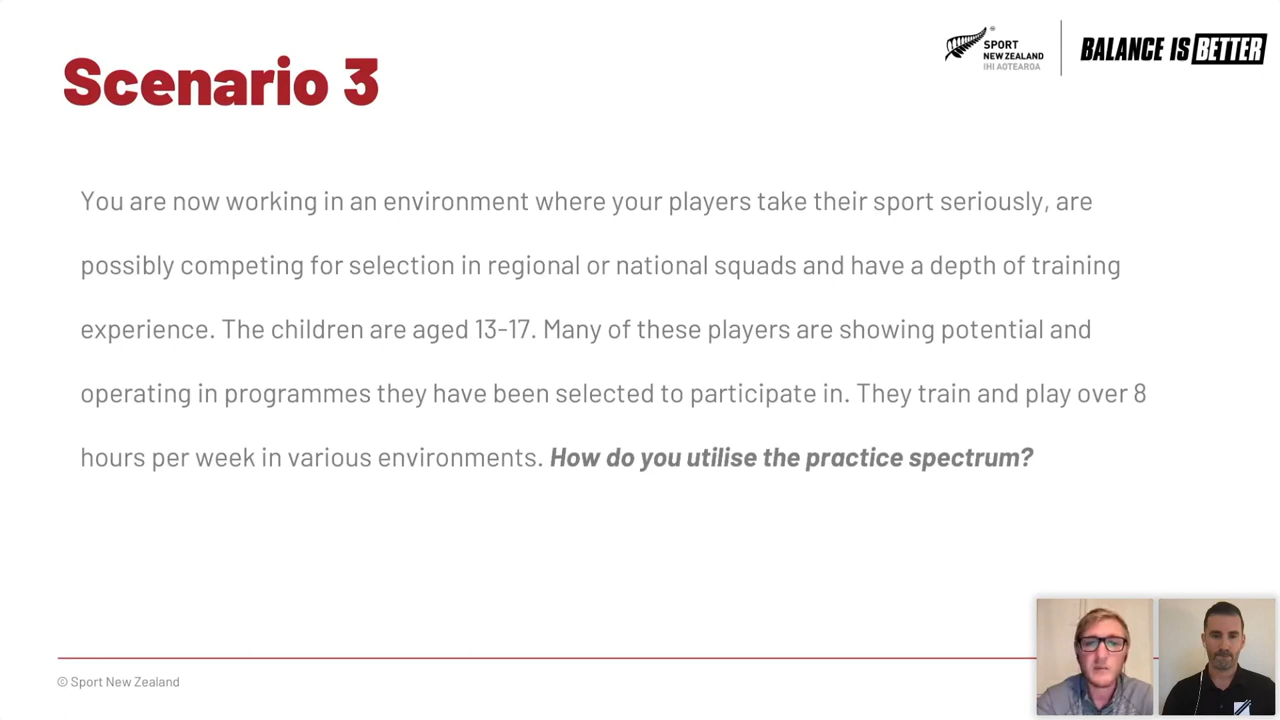 Scenario 3
SPORT
NEW ZEALAND
IHI AOTEAROA
BALANCE IS BETTER
You are now working in an environment where your players take their sport seriously, are
possibly competing for selection in regional or national squads and have a depth of training
experience. The children are aged 13-17. Many of these players are showing potential and
operating in programmes they have been selected to participate in. They train and play over 8
hours per week in various environments. How do you utilise the practice spectrum?
© Sport New Zealand